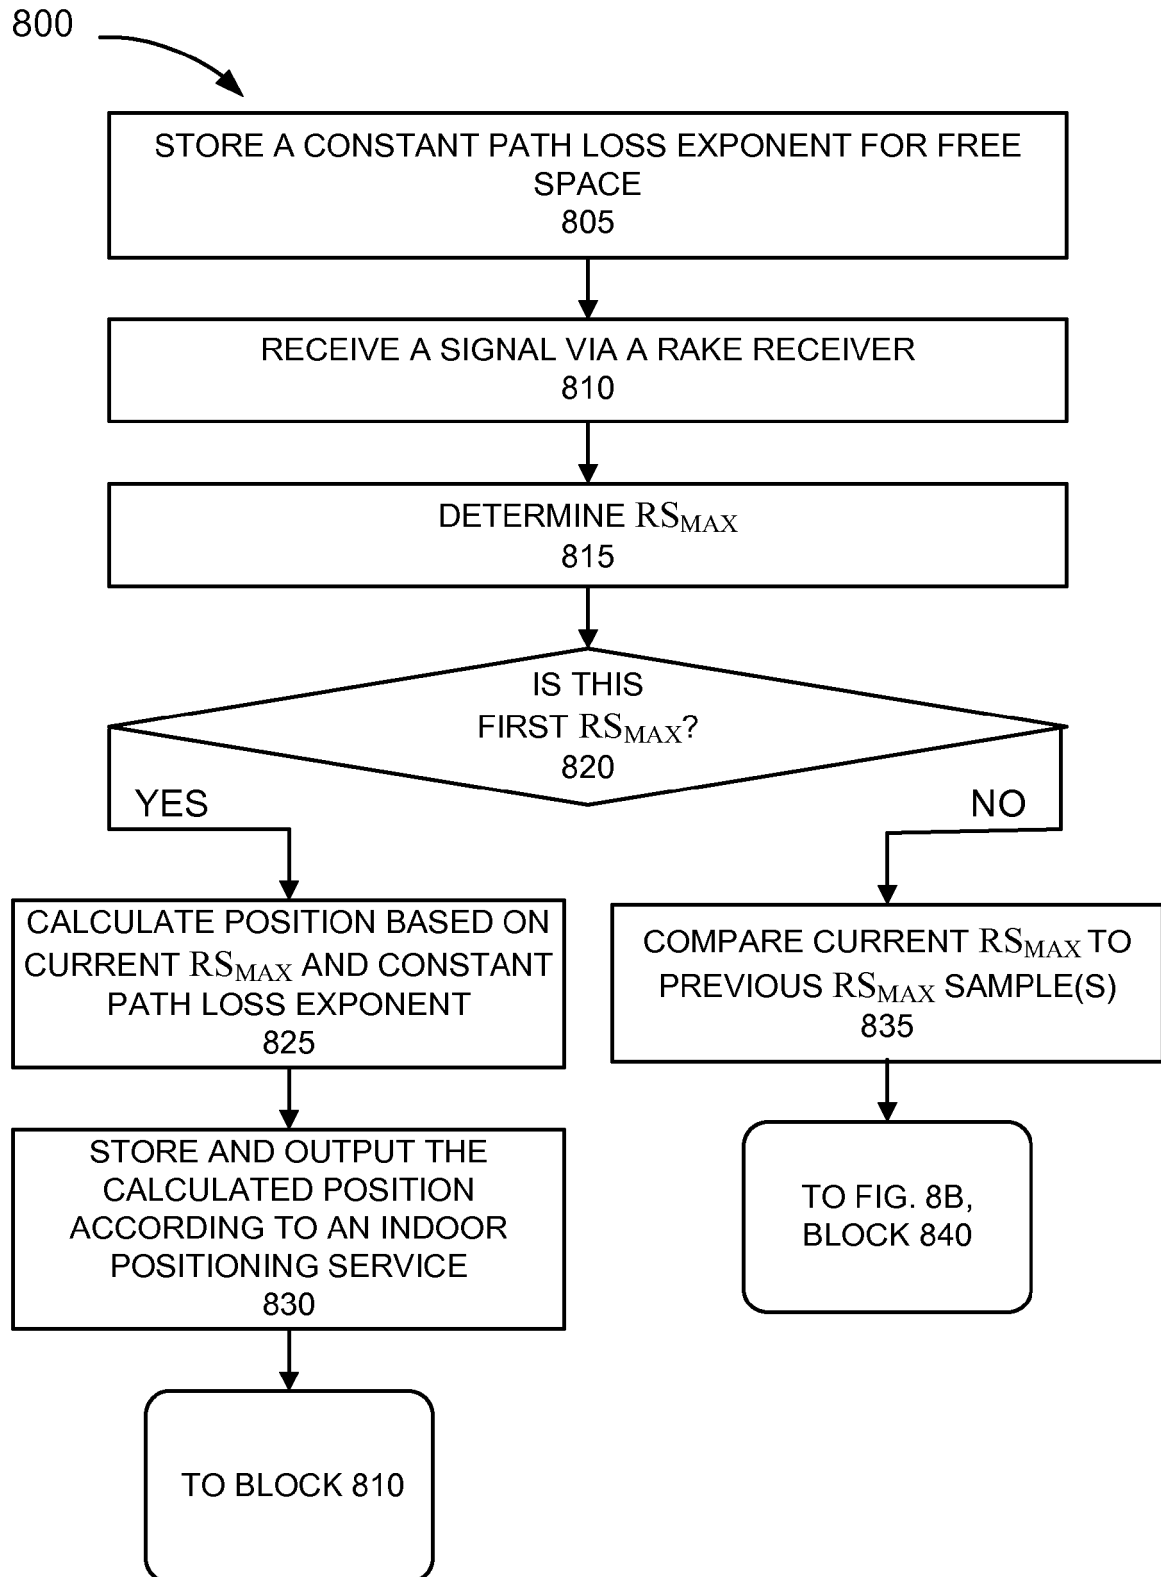 800
STORE A CONSTANT PATH LOSS EXPONENT FOR FREE
SPACE
805
RECEIVE A SIGNAL VIA A RAKE RECEIVER
810
DETERMINE RSMAX
815
IS THIS
FIRST RSMAX?
820
YES
NO
CALCULATE POSITION BASED ON
CURRENT RSMAX AND CONSTANT
PATH LOSS EXPONENT
825
COMPARE CURRENT RSMAX TO
PREVIOUS RSMAX SAMPLE(S)
835
STORE AND OUTPUT THE
CALCULATED POSITION
ACCORDING TO AN INDOOR
POSITIONING SERVICE
830
TO FIG. 8B,
BLOCK 840
TO BLOCK 810